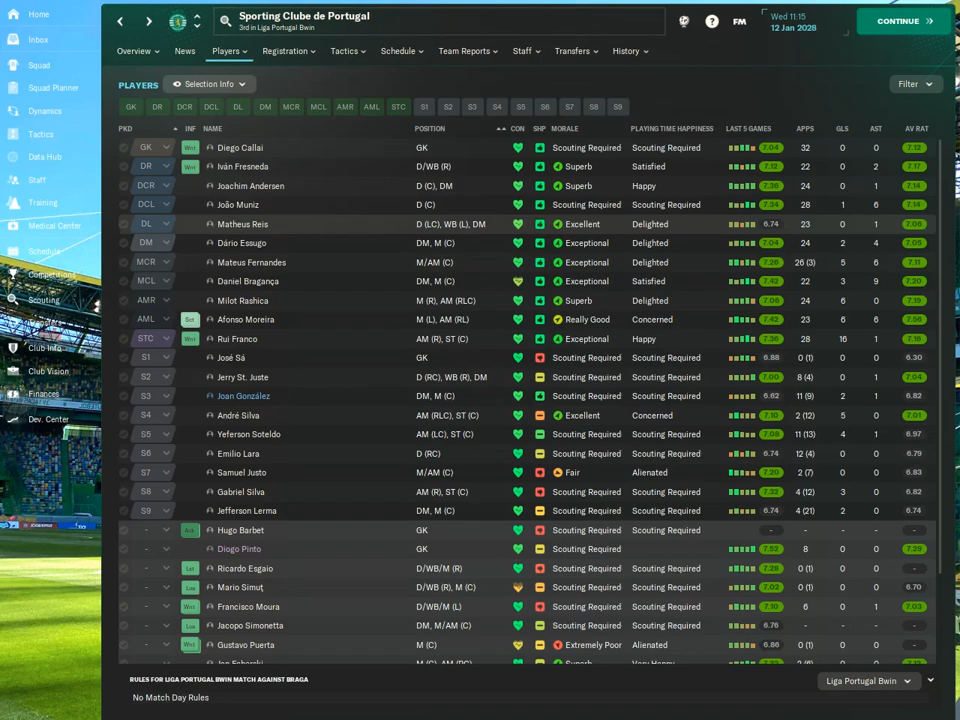 Home
Sporting Clube de Portugal
3rd in Liga Portugal Bwin
?
FM
Wed 11:15
12 Jan 2028
CONTINUE
Inbox
Overview News Players Registration Tactics Schedule Team Reports Staff Transfers History
Squad
Squad Planner
Dynamics
Tactics
Data Hub
Staff
Training
Medical Center
Schedule
Competitions
Scouting
Transfers
Club Info
Club Vision
Finances
Dev. Center
PLAYERS Selection Info Filter
GK DR DCR DCL DL DM MCR MCL AMR AML STC S1 S2 S3 S4 S5 S6 S7 S8 S9
PKD INF NAME POSITION CON SHP MORALE PLAYING TIME HAPPINESS LAST 5 GAMES APPS GLS AST AV RAT
GK Wnt Diego Callai GK Scouting Required Scouting Required 7.04 32 0 0 7.12
DR Wnt Iván Fresneda D/WB (R) Superb Satisfied 7.12 22 0 2 7.17
DCR Joachim Andersen D (C), DM Superb Happy 7.36 24 0 1 7.14
DCL João Muniz D (C) Scouting Required Scouting Required 7.34 28 1 6 7.14
DL Matheus Reis D (LC), WB (L), DM Excellent Delighted 6.74 23 0 1 7.06
DM Dário Essugo DM, M (C) Exceptional Delighted 7.04 24 2 4 7.05
MCR Mateus Fernandes M/AM (C) Exceptional Delighted 7.26 26 (3) 5 6 7.11
MCL Daniel Bragança DM, M (C) Exceptional Satisfied 7.42 22 3 9 7.20
AMR Milot Rashica M (R), AM (RLC) Superb Delighted 7.06 24 6 0 7.19
AML Set Afonso Moreira M (L), AM (RL) Really Good Concerned 7.42 23 6 6 7.56
STC Wnt Rui Franco AM (R), ST (C) Exceptional Happy 7.36 28 16 1 7.16
S1 José Sá GK Scouting Required Scouting Required 6.88 0 (1) 0 0 6.30
S2 Jerry St. Juste D (RC), WB (R), DM Scouting Required Scouting Required 7.00 8 (4) 0 1 7.04
S3 Joan González DM, M (C) Scouting Required Scouting Required 6.62 11 (9) 2 1 6.82
S4 André Silva AM (RLC), ST (C) Excellent Concerned 7.10 2 (12) 5 0 7.01
S5 Yeferson Soteldo AM (LC), ST (C) Scouting Required Scouting Required 7.08 11 (13) 4 1 6.97
S6 Emilio Lara D (RC) Scouting Required Scouting Required 6.74 12 (4) 0 0 6.79
S7 Samuel Justo M/AM (C) Fair Alienated 7.20 2 (7) 0 0 6.83
S8 Gabriel Silva AM (R), ST (C) Scouting Required Scouting Required 7.32 4 (12) 3 0 6.82
S9 Jefferson Lerma DM, M (C) Scouting Required Scouting Required 6.74 4 (21) 2 0 6.74
- Hugo Barbet GK Scouting Required Scouting Required - - - - -
- Diogo Pinto GK Scouting Required Scouting Required 7.52 8 0 0 7.29
- Lst Ricardo Esgaio D/WB/M (R) Scouting Required Scouting Required 7.28 0 (1) 0 0 -
- Loa Mario Simuț D/WB (R), M (C) Scouting Required Scouting Required 7.02 0 (1) 0 0 6.70
- Wnt Francisco Moura D/WB/M (L) Scouting Required Scouting Required 7.10 6 0 1 7.03
- Loa Jacopo Simonetta DM, M/AM (C) Scouting Required Scouting Required 6.76 - - - -
- Wnt Gustavo Puerta M (C) Extremely Poor Alienated 6.86 0 (1) 0 0 -
RULES FOR LIGA PORTUGAL BWIN MATCH AGAINST BRAGA
Liga Portugal Bwin
No Match Day Rules